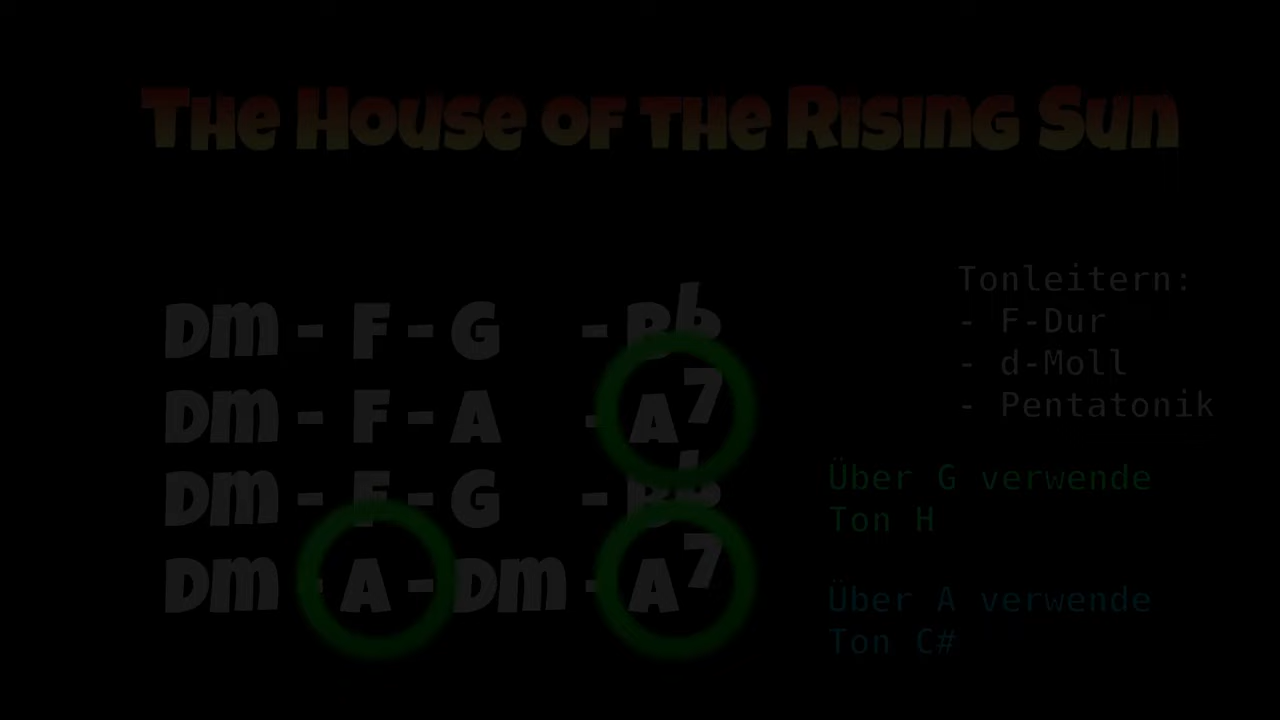 The House of the Rising Sun
Dm - F - G - Bb
Dm - F - A - A7
Dm - F - G - Bb
Dm - A - Dm - A7
Tonleitern:
- F-Dur
- d-Moll
- Pentatonik
Über G verwende
Ton H
Über A verwende
Ton C#